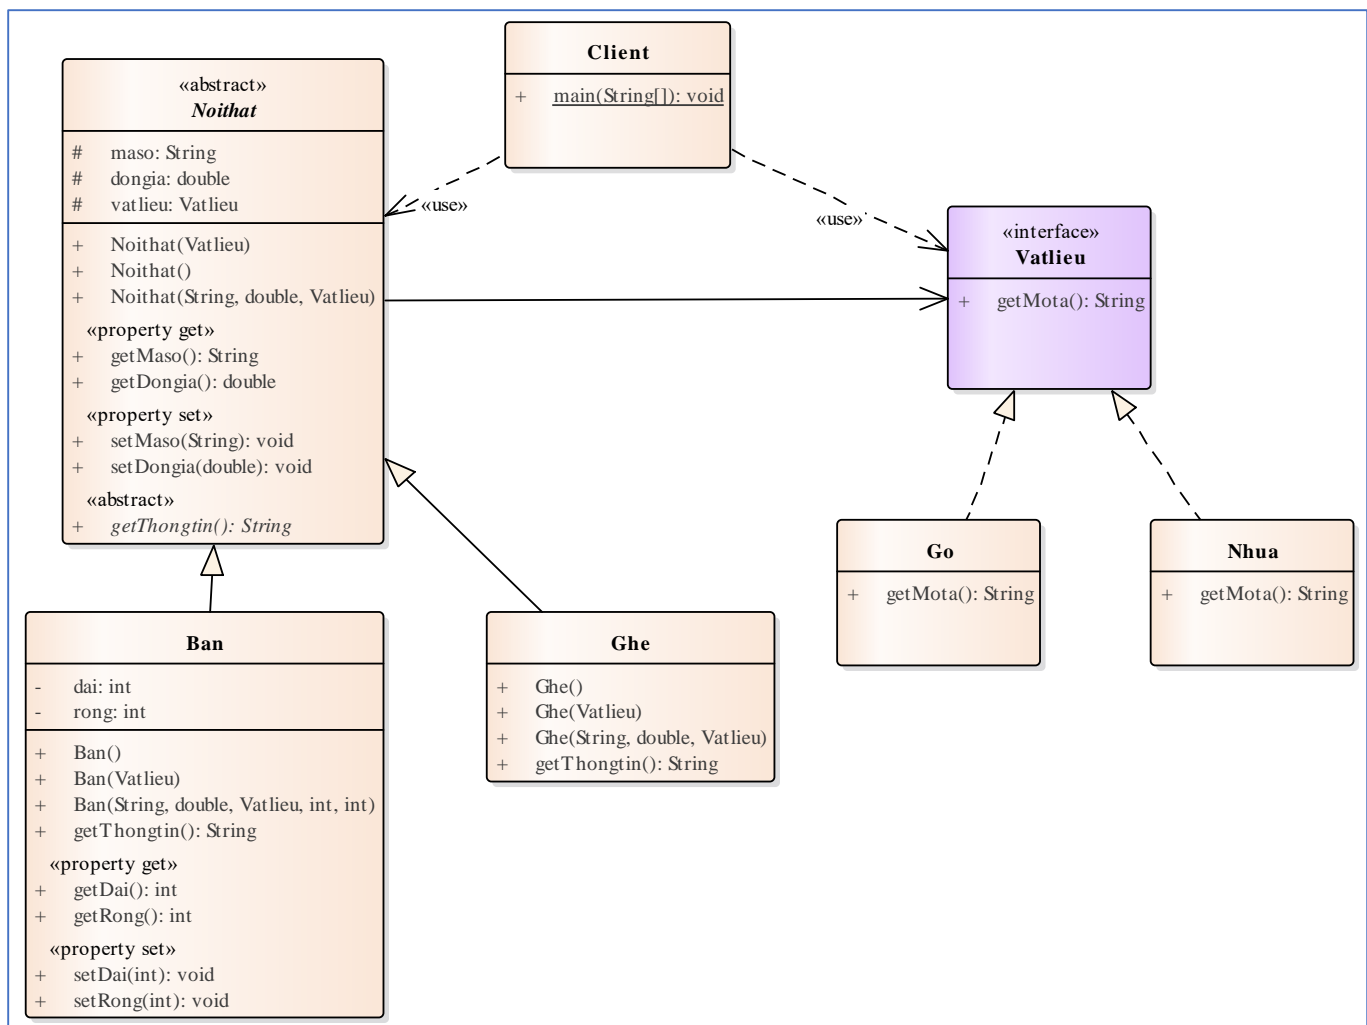 «abstract»
Noithat
# maso: String
# dongia: double
# vatlieu: Vatlieu
+ Noithat(Vatlieu)
+ Noithat()
+ Noithat(String, double, Vatlieu)
«property get»
+ getMaso(): String
+ getDongia(): double
«property set»
+ setMaso(String): void
+ setDongia(double): void
«abstract»
+ getThongtin(): String
Client
+ main(String[]): void
«use»
«use»
«interface»
Vatlieu
+ getMota(): String
Go
+ getMota(): String
Nhua
+ getMota(): String
Ban
- dai: int
- rong: int
+ Ban()
+ Ban(Vatlieu)
+ Ban(String, double, Vatlieu, int, int)
+ getThongtin(): String
«property get»
+ getDai(): int
+ getRong(): int
«property set»
+ setDai(int): void
+ setRong(int): void
Ghe
+ Ghe()
+ Ghe(Vatlieu)
+ Ghe(String, double, Vatlieu)
+ getThongtin(): String